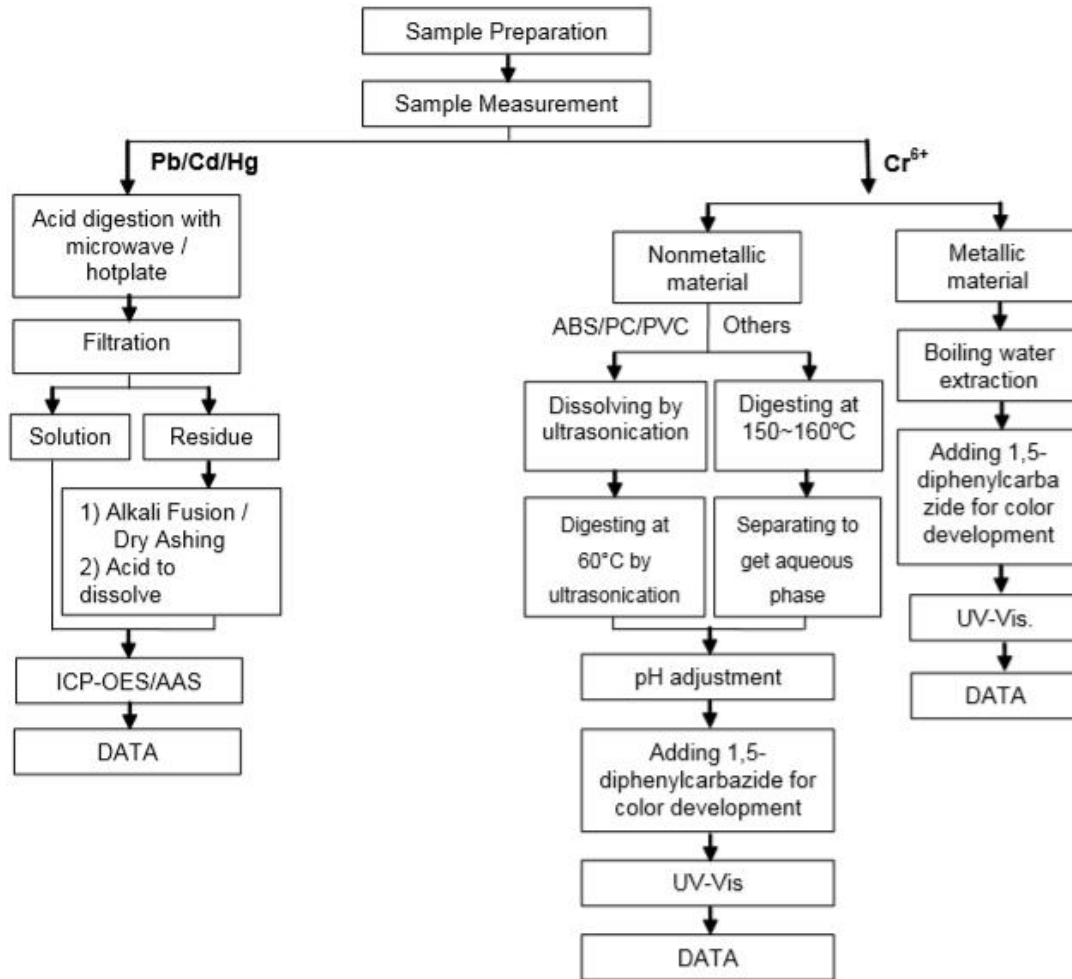 Sample Preparation
Sample Measurement
Pb/Cd/Hg
Cr⁶⁺
Acid digestion with
microwave /
hotplate
Filtration
Solution
Residue
1) Alkali Fusion /
Dry Ashing
2) Acid to
dissolve
ICP-OES/AAS
DATA
Nonmetallic
material
ABS/PC/PVC
Others
Dissolving by
ultrasonication
Digesting at
150~160℃
Digesting at
60°C by
ultrasonication
Separating to
get aqueous
phase
pH adjustment
Adding 1,5-
diphenylcarbazide for
color development
UV-Vis
DATA
Metallic
material
Boiling water
extraction
Adding 1,5-
diphenylcarba
zide for color
development
UV-Vis.
DATA